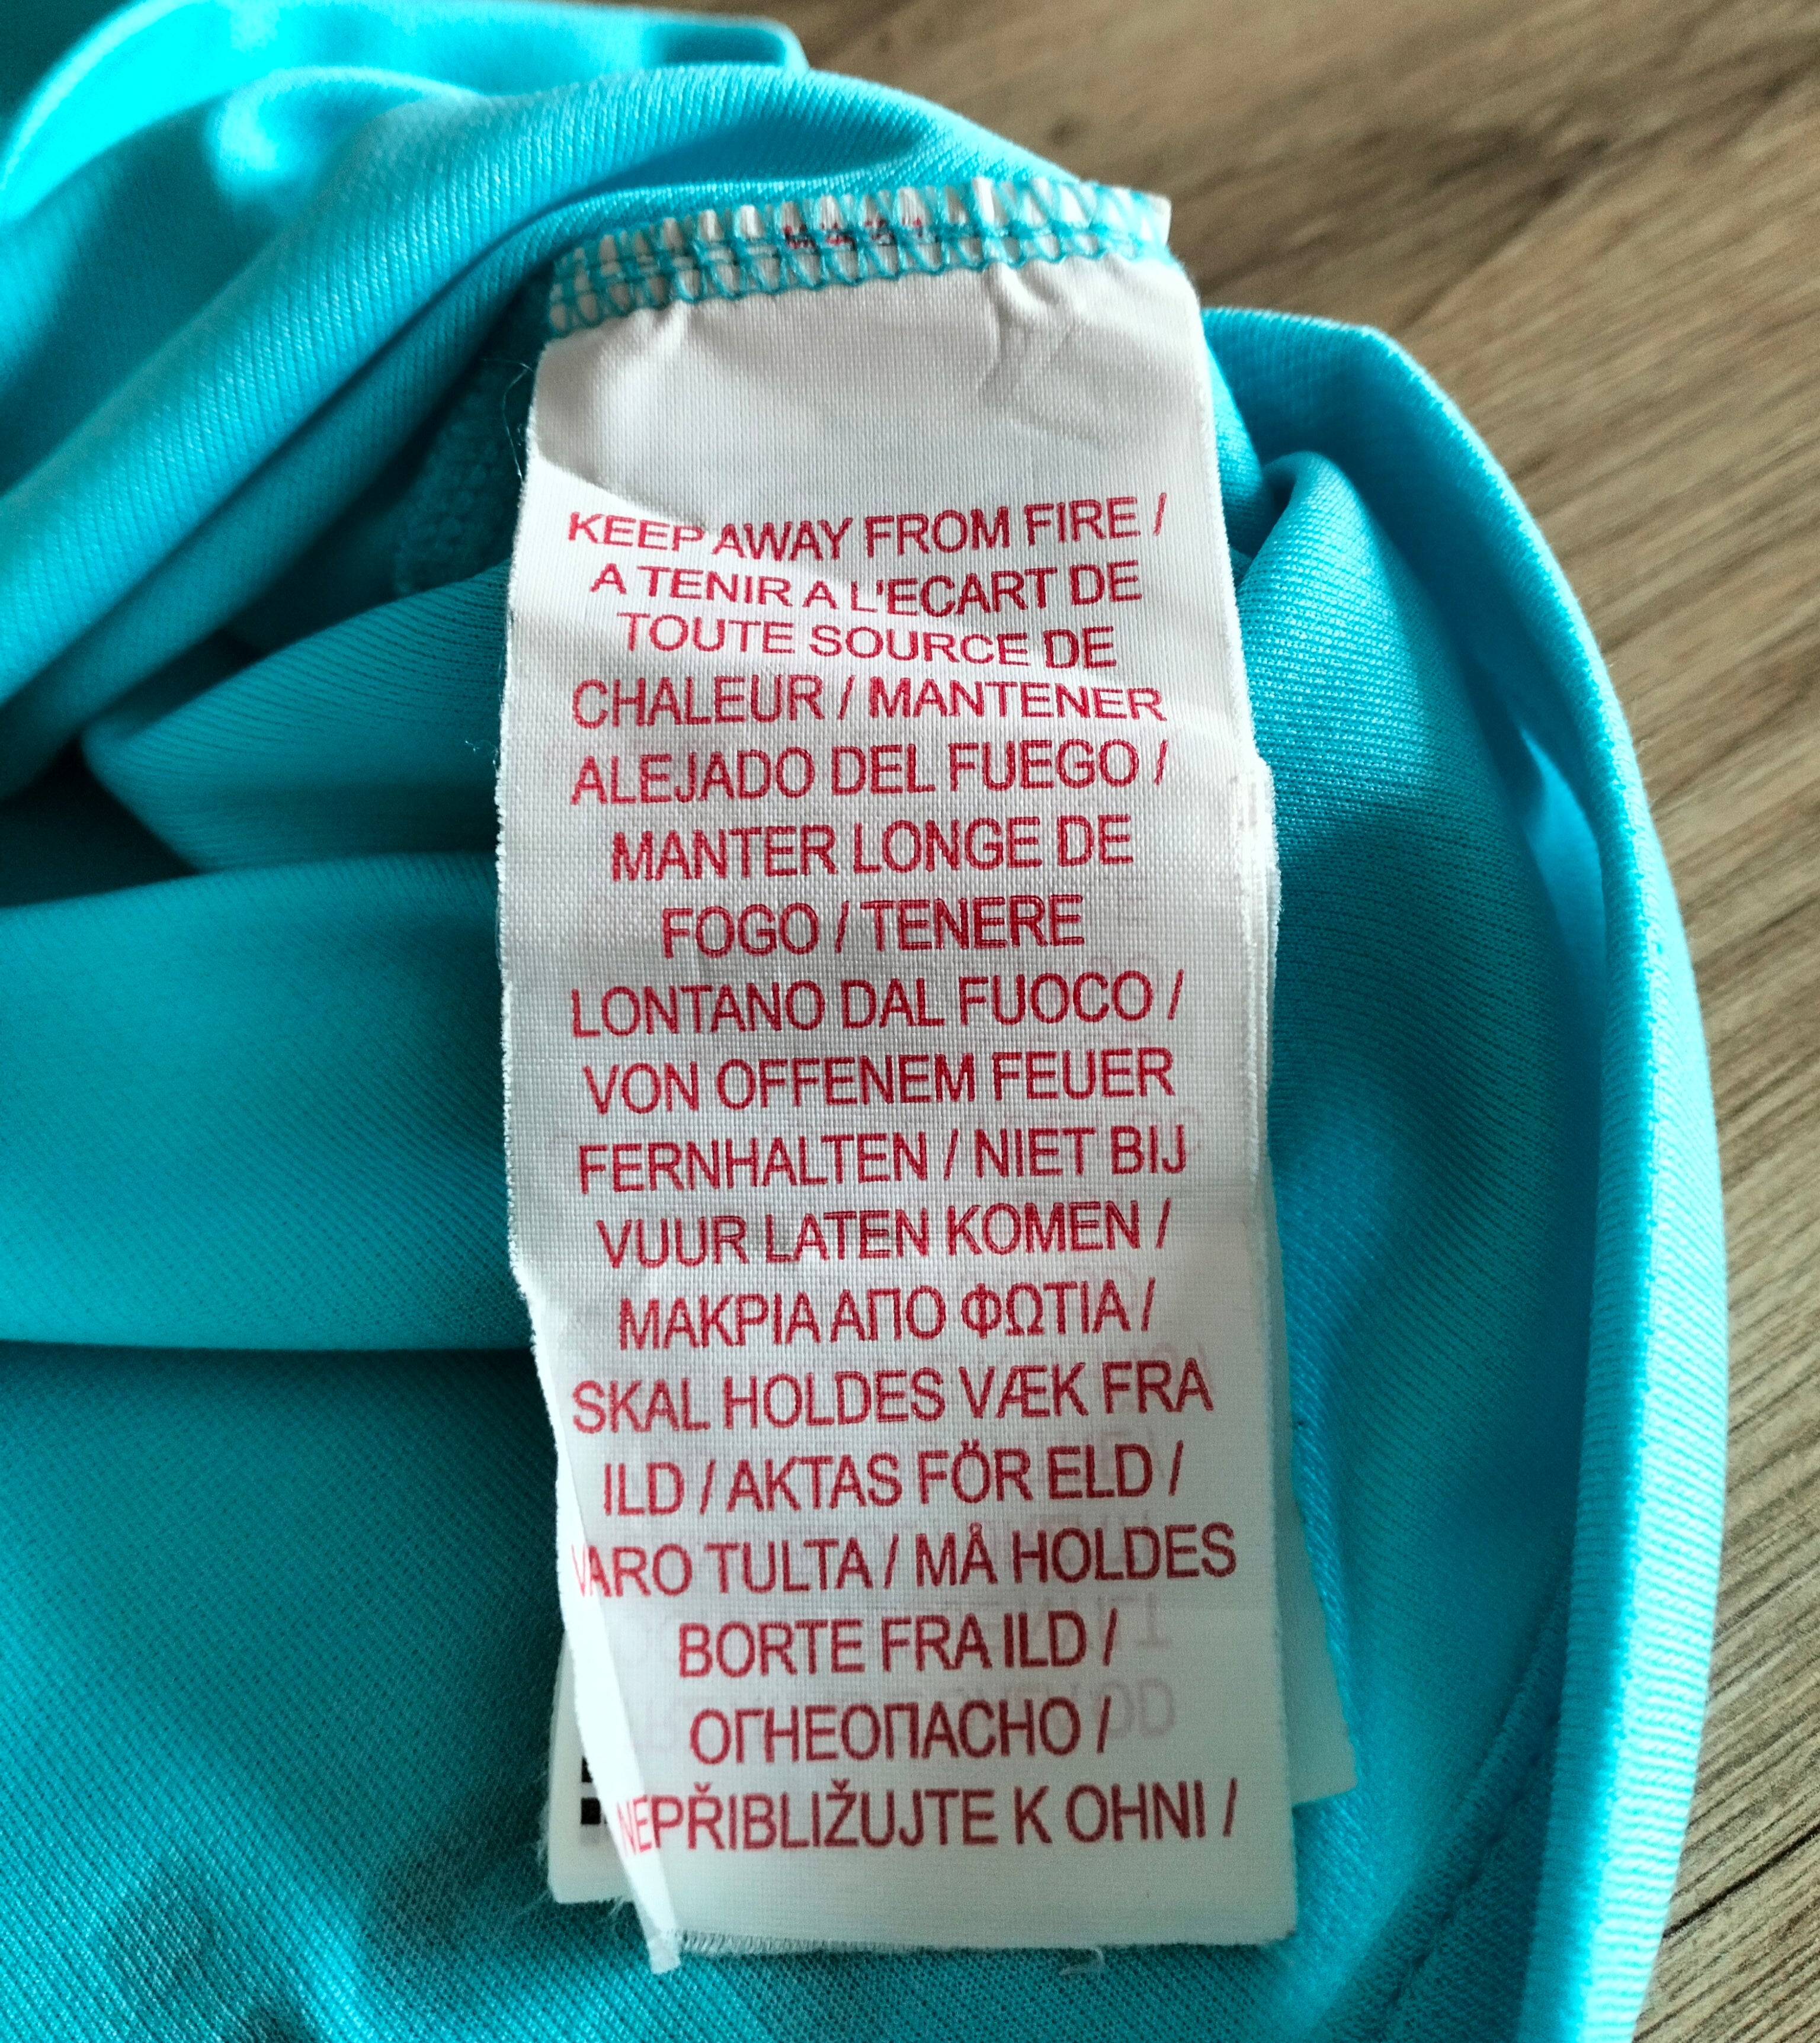 KEEP AWAY FROM FIRE /
A TENIR A L'ECART DE
TOUTE SOURCE DE
CHALEUR / MANTENER
ALEJADO DEL FUEGO /
MANTER LONGE DE
FOGO / TENERE
LONTANO DAL FUOCO /
VON OFFENEM FEUER
FERNHALTEN / NIET BIJ
VUUR LATEN KOMEN /
ΜΑΚΡΙΑ ΑΠΟ ΦΩΤΙΑ /
SKAL HOLDES VÆK FRA
ILD / AKTAS FÖR ELD /
VARO TULTA / MÅ HOLDES
BORTE FRA ILD /
ОГНЕОПАСНО /
NEPŘIBLIŽUJTE K OHNI /